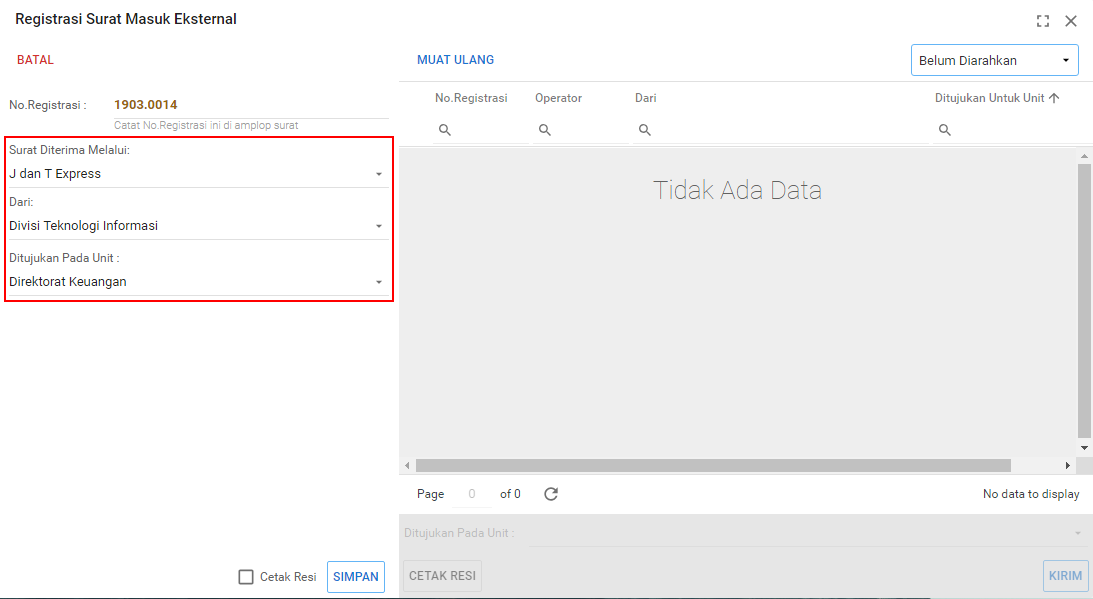 Registrasi Surat Masuk Eksternal
BATAL
No.Registrasi :
1903.0014
Catat No.Registrasi ini di amplop surat
Surat Diterima Melalui:
J dan T Express
Dari:
Divisi Teknologi Informasi
Ditujukan Pada Unit :
Direktorat Keuangan
Cetak Resi
SIMPAN
MUAT ULANG
Belum Diarahkan
No.Registrasi Operator Dari Ditujukan Untuk Unit
Tidak Ada Data
Page 0 of 0
No data to display
Ditujukan Pada Unit :
CETAK RESI
KIRIM